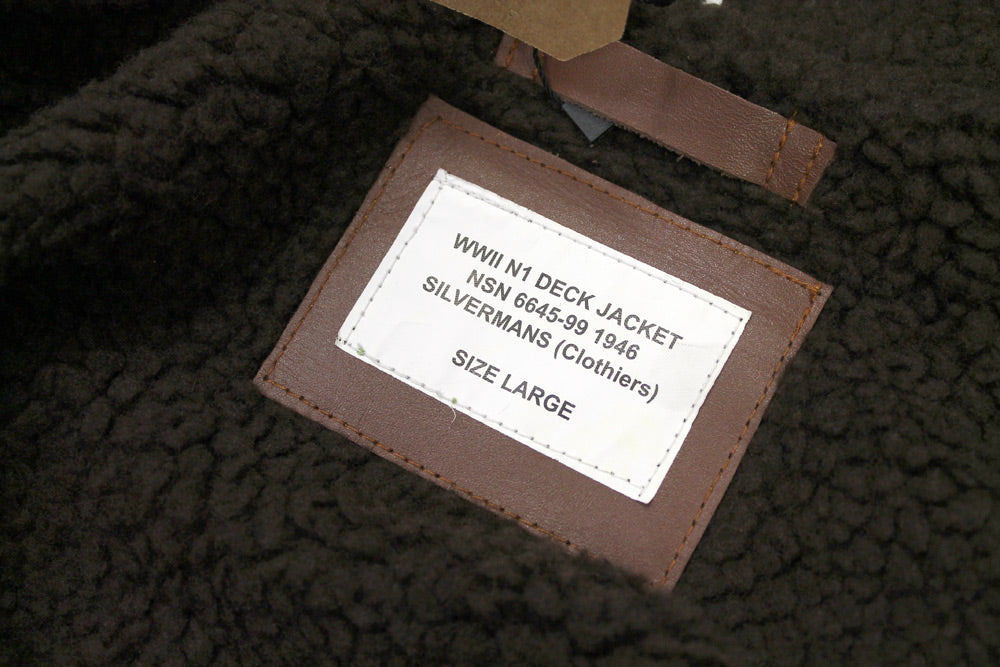 WWII N1 DECK JACKET
NSN 6645-99 1946
SILVERMANS (Clothiers)
SIZE LARGE